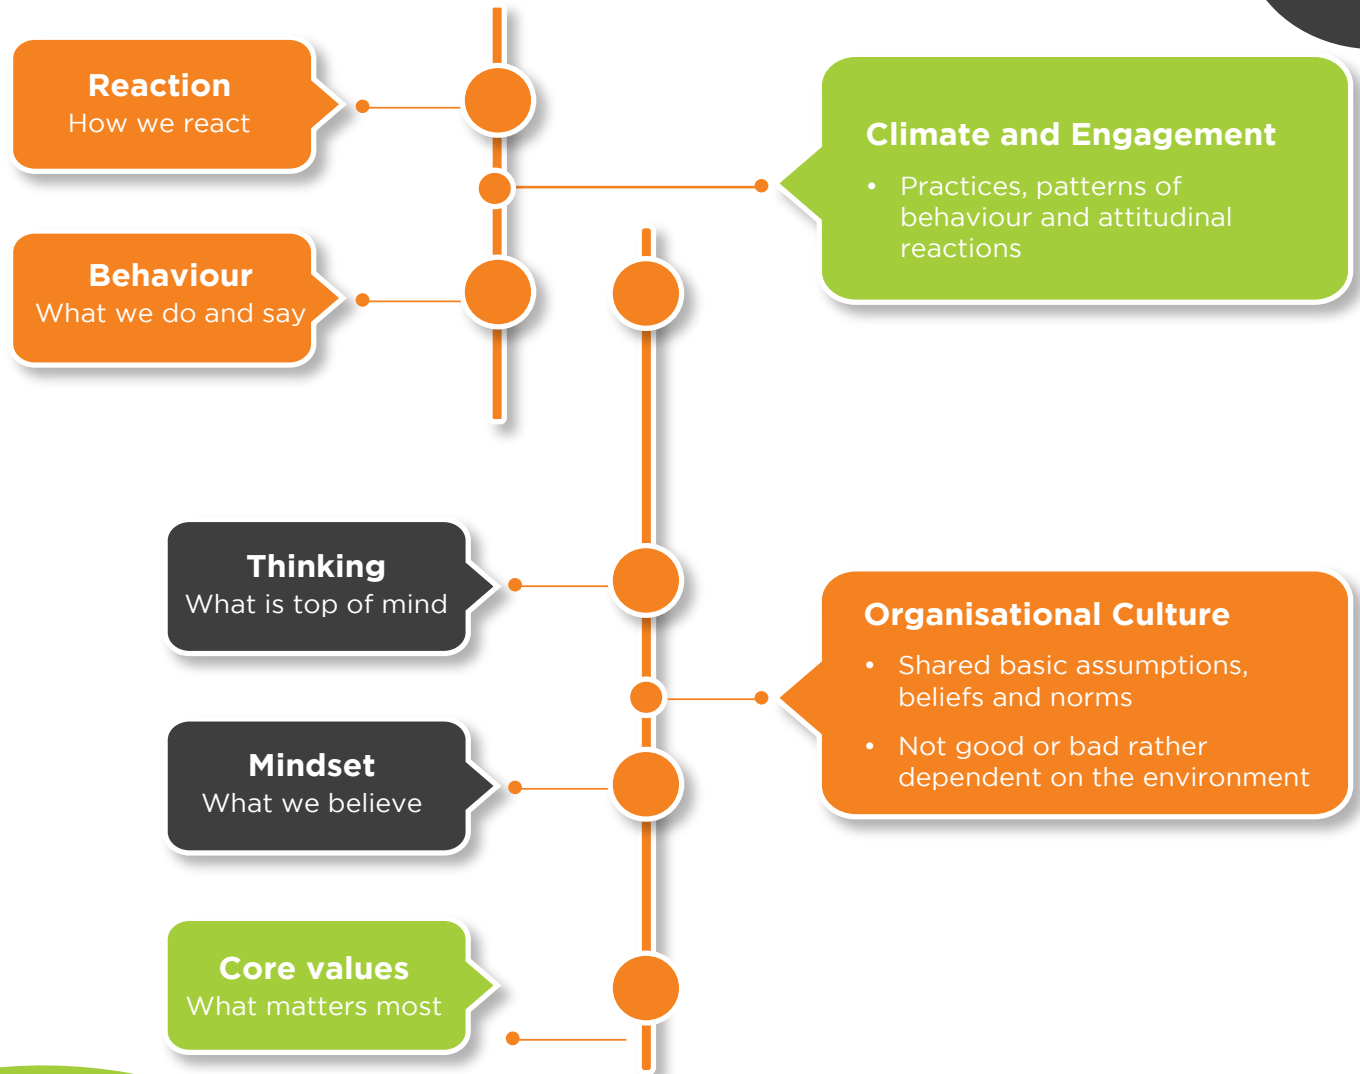 Reaction
How we react
Climate and Engagement
• Practices, patterns of
behaviour and attitudinal
reactions
Behaviour
What we do and say
Thinking
What is top of mind
Organisational Culture
• Shared basic assumptions,
beliefs and norms
• Not good or bad rather
dependent on the environment
Mindset
What we believe
Core values
What matters most